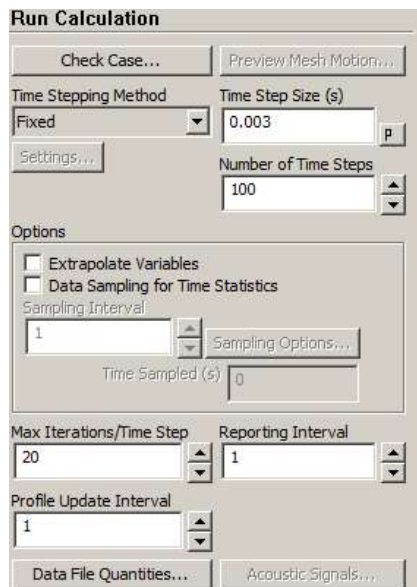 Run Calculation
Check Case...
Preview Mesh Motion...
Time Stepping Method
Time Step Size (s)
Fixed
0.003
P
Settings...
Number of Time Steps
100
Options
Extrapolate Variables
Data Sampling for Time Statistics
Sampling Interval
1
Sampling Options...
Time Sampled (s)
0
Max Iterations/Time Step
Reporting Interval
20
1
Profile Update Interval
1
Data File Quantities...
Acoustic Signals...